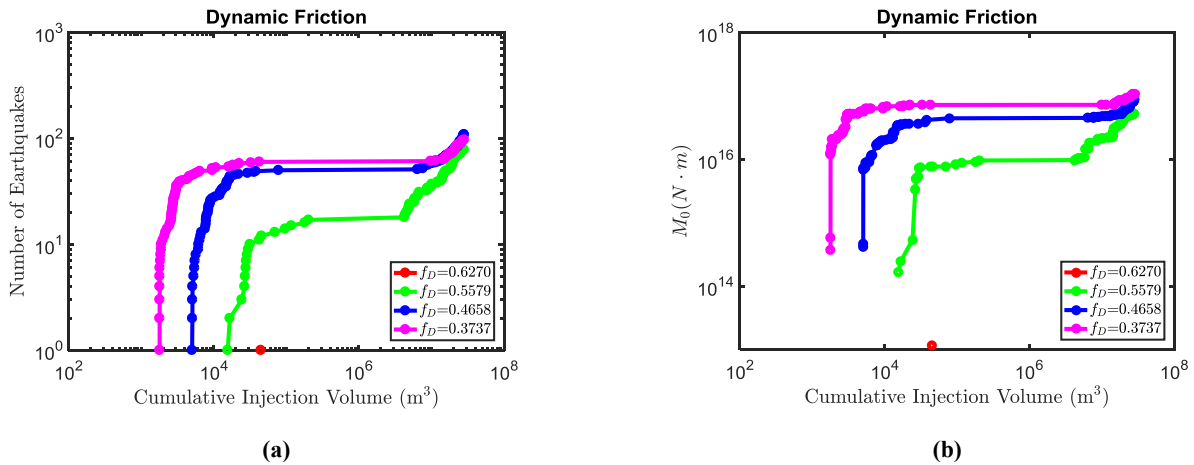 Dynamic Friction
Number of Earthquakes
10^3
10^2
10^1
10^0
10^2
10^4
10^6
10^8
Cumulative Injection Volume (m^3)
f_D=0.6270
f_D=0.5579
f_D=0.4658
f_D=0.3737
(a)
Dynamic Friction
M_0(N · m)
10^18
10^16
10^14
10^2
10^4
10^6
10^8
Cumulative Injection Volume (m^3)
f_D=0.6270
f_D=0.5579
f_D=0.4658
f_D=0.3737
(b)